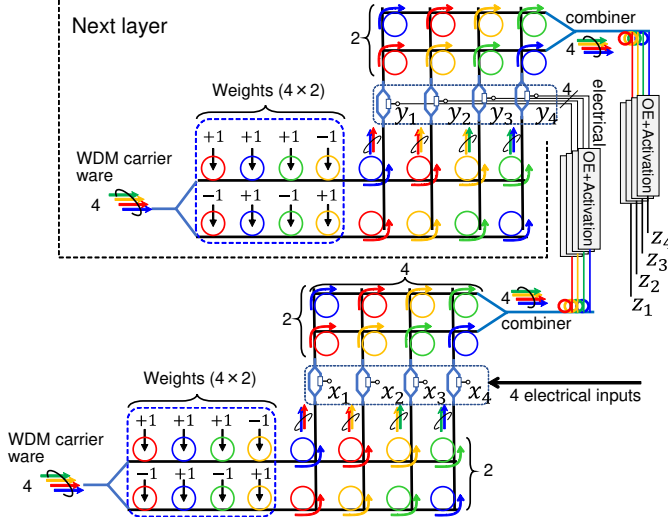 Next layer
2
4
combiner
4
electrical
OE+Activation
OE+Activation
Weights (4×2)
y1 y2 y3 y4
+1 +1 +1 −1
WDM carrier
ware
4
−1 +1 −1 +1
z4
z3
z2
z1
4
4
2
combiner
Weights (4×2)
x1 x2 x3 x4
4 electrical inputs
+1 +1 +1 −1
WDM carrier
ware
4
−1 +1 −1 +1
2